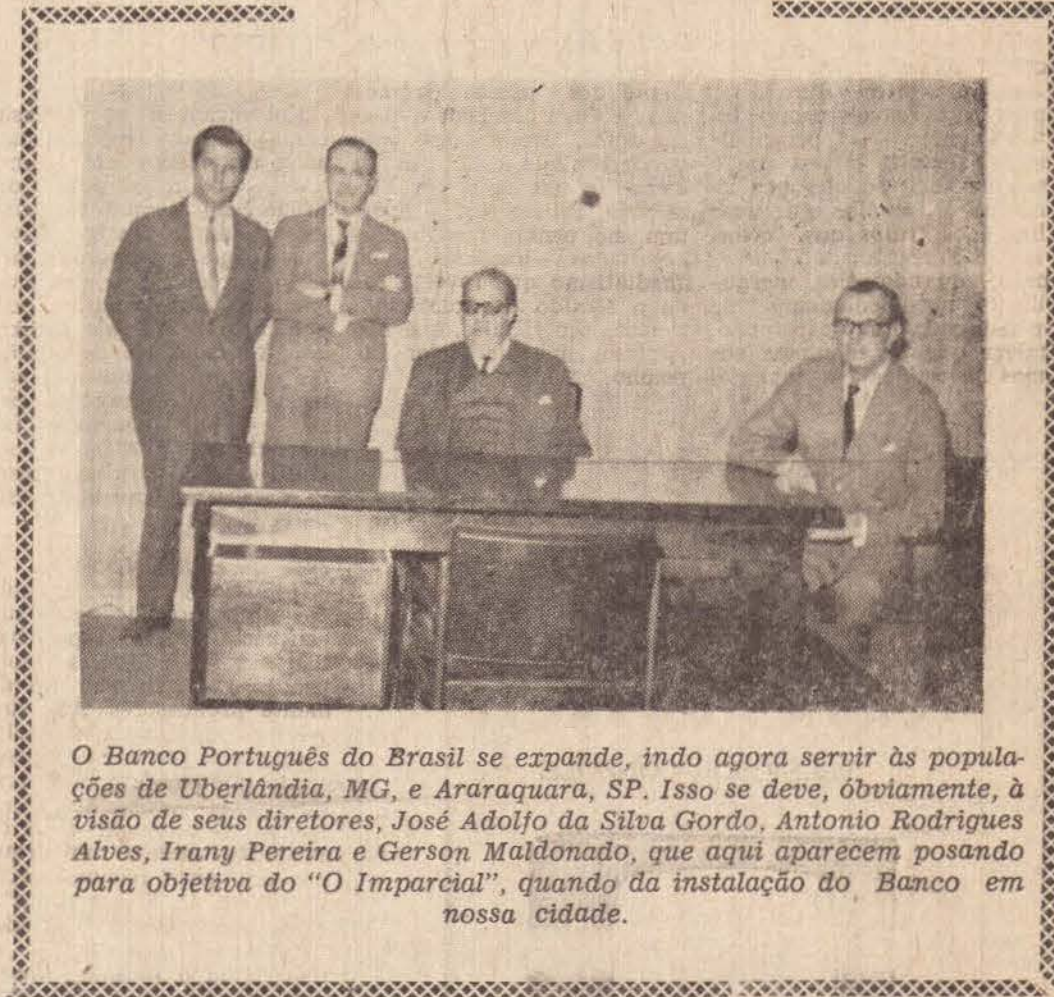 O Banco Português do Brasil se expande, indo agora servir às popula-
ções de Uberlândia, MG, e Araraquara, SP. Isso se deve, óbviamente, à
visão de seus diretores, José Adolfo da Silva Gordo, Antonio Rodrigues
Alves, Irany Pereira e Gerson Maldonado, que aqui aparecem posando
para objetiva do "O Imparcial", quando da instalação do Banco em
nossa cidade.